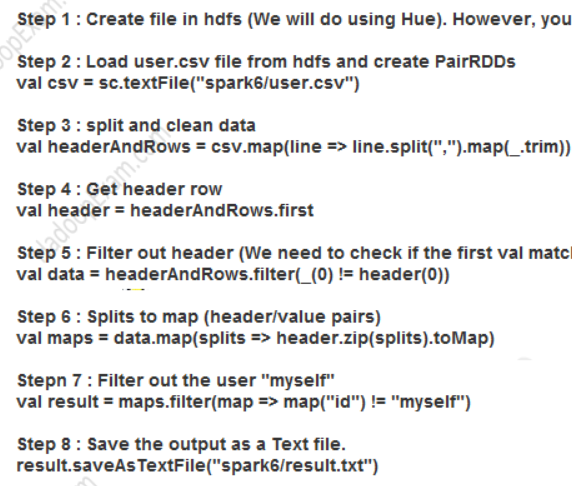 Step 1 : Create file in hdfs (We will do using Hue). However, you
Step 2 : Load user.csv file from hdfs and create PairRDDs
val csv = sc.textFile("spark6/user.csv")
Step 3 : split and clean data
val headerAndRows = csv.map(line => line.split(",").map(_.trim))
Step 4 : Get header row
val header = headerAndRows.first
Step 5 : Filter out header (We need to check if the first val matc
val data = headerAndRows.filter(_(0) != header(0))
Step 6 : Splits to map (header/value pairs)
val maps = data.map(splits => header.zip(splits).toMap)
Stepn 7 : Filter out the user "myself"
val result = maps.filter(map => map("id") != "myself")
Step 8 : Save the output as a Text file.
result.saveAsTextFile("spark6/result.txt")